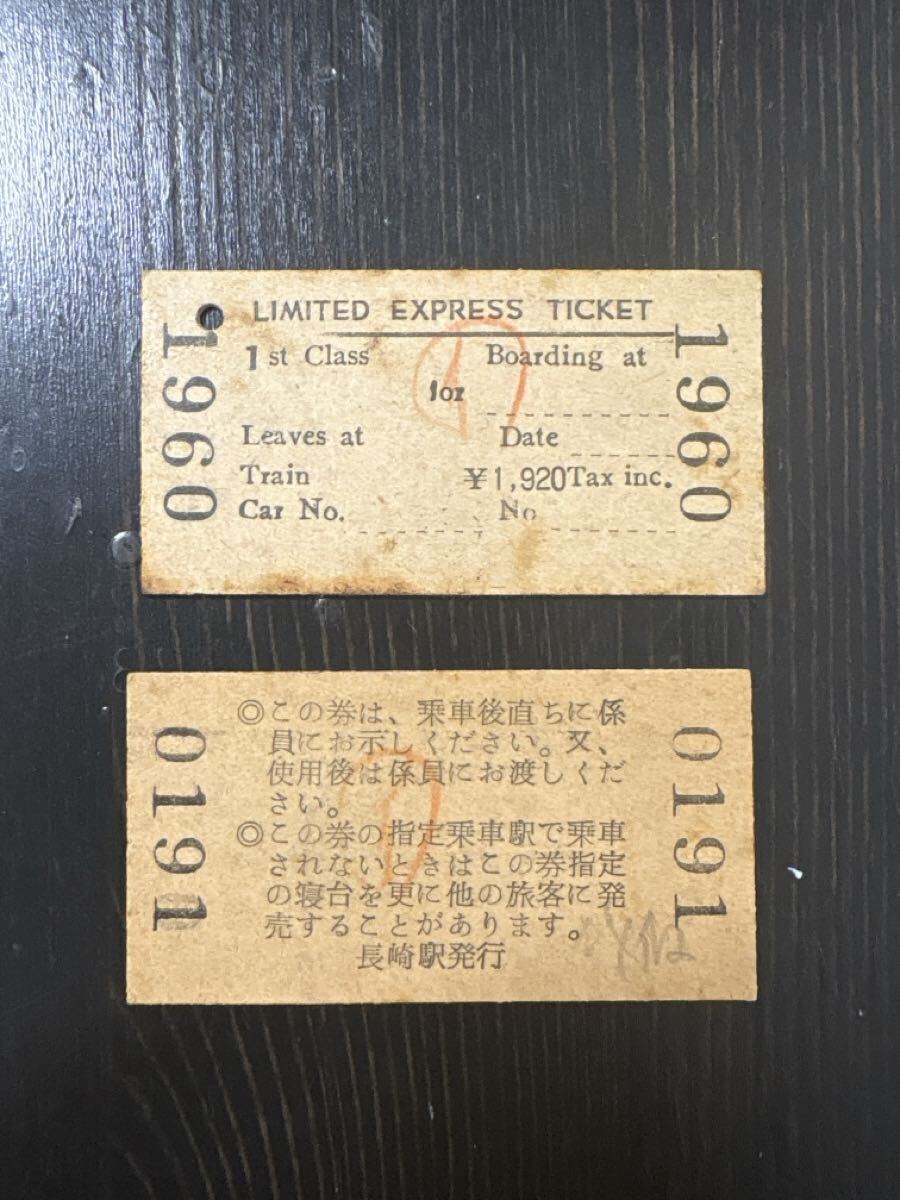 LIMITED EXPRESS TICKET
1960
1st Class
Boarding at
for
Leaves at
Date
Train
¥1,920 Tax inc.
Car No.
No
1960
0191
◎この券は、乗車後直ちに係
員にお示しください。又、
使用後は係員にお渡しくだ
さい。
◎この券の指定乗車駅で乗車
されないときはこの券指定
の寝台を更に他の旅客に発
売することがあります。
長崎駅発行
0191